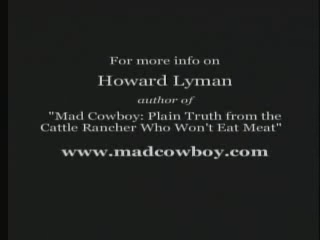 For more info on
Howard Lyman
author of
"Mad Cowboy: Plain Truth from the
Cattle Rancher Who Won't Eat Meat"
www.madcowboy.com